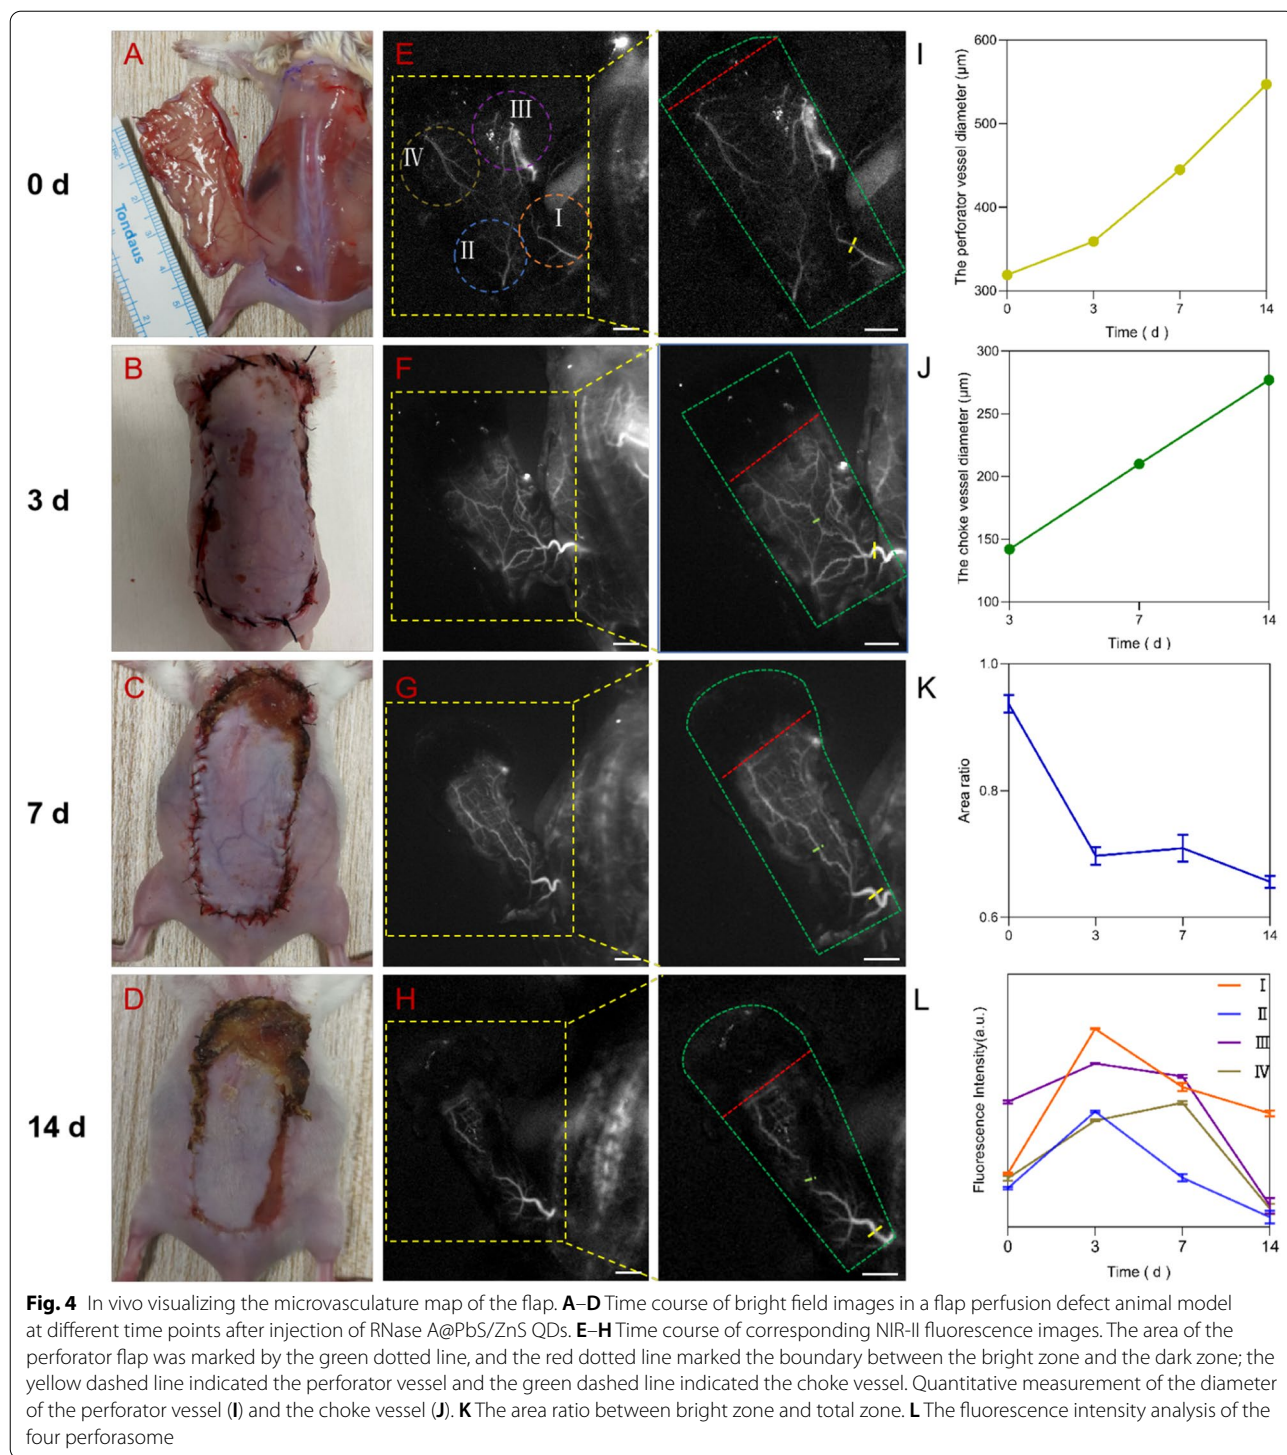 A
E
III
IV
I
II
0 d
Tondaus
I
The perforator vessel diameter (μm)
600
500
400
300
0
3
7
14
Time ( d )
B
F
3 d
J
The choke vessel diameter (μm)
300
250
200
150
100
3
7
14
Time ( d )
C
G
7 d
K
Area ratio
1.0
0.8
0.6
0
3
7
14
D
H
14 d
L
Fluorescence Intensity(a.u.)
I
II
III
IV
0
3
7
14
Time ( d )
Fig. 4 In vivo visualizing the microvasculature map of the flap. A–D Time course of bright field images in a flap perfusion defect animal model
at different time points after injection of RNase A@PbS/ZnS QDs. E–H Time course of corresponding NIR-II fluorescence images. The area of the
perforator flap was marked by the green dotted line, and the red dotted line marked the boundary between the bright zone and the dark zone; the
yellow dashed line indicated the perforator vessel and the green dashed line indicated the choke vessel. Quantitative measurement of the diameter
of the perforator vessel (I) and the choke vessel (J). K The area ratio between bright zone and total zone. L The fluorescence intensity analysis of the
four perforasome